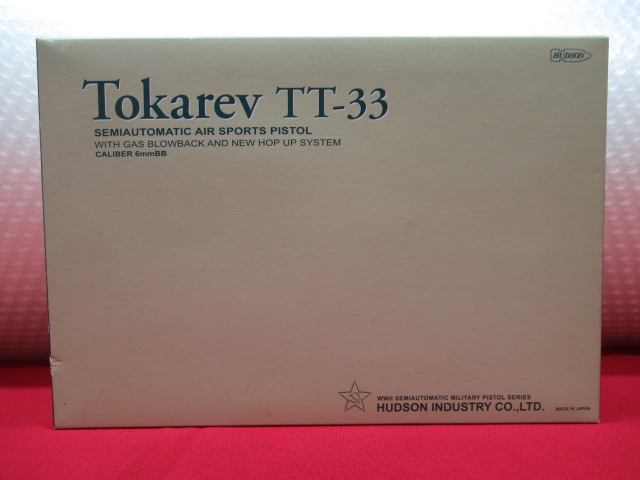 HUDSON
Tokarev TT-33
SEMIAUTOMATIC AIR SPORTS PISTOL
WITH GAS BLOWBACK AND NEW HOP UP SYSTEM
CALIBER 6mmBB
WWII SEMIAUTOMATIC MILITARY PISTOL SERIES
HUDSON INDUSTRY CO.,LTD.
MADE IN JAPAN